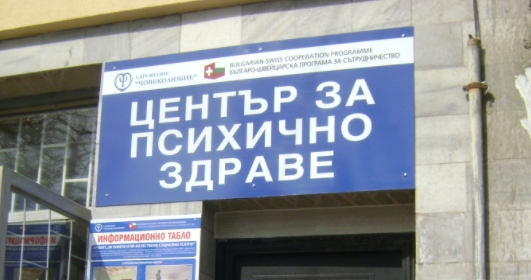 СДРУЖЕНИЕ
"ЧОВЕКОЛЮБИЕ"
BULGARIAN-SWISS COOPERATION PROGRAMME
БЪЛГАРО-ШВЕЙЦАРСКА ПРОГРАМА ЗА СЪТРУДНИЧЕСТВО
ЦЕНТЪР ЗА
ПСИХИЧНО
ЗДРАВЕ
ИНФОРМАЦИОННО ТАБЛО